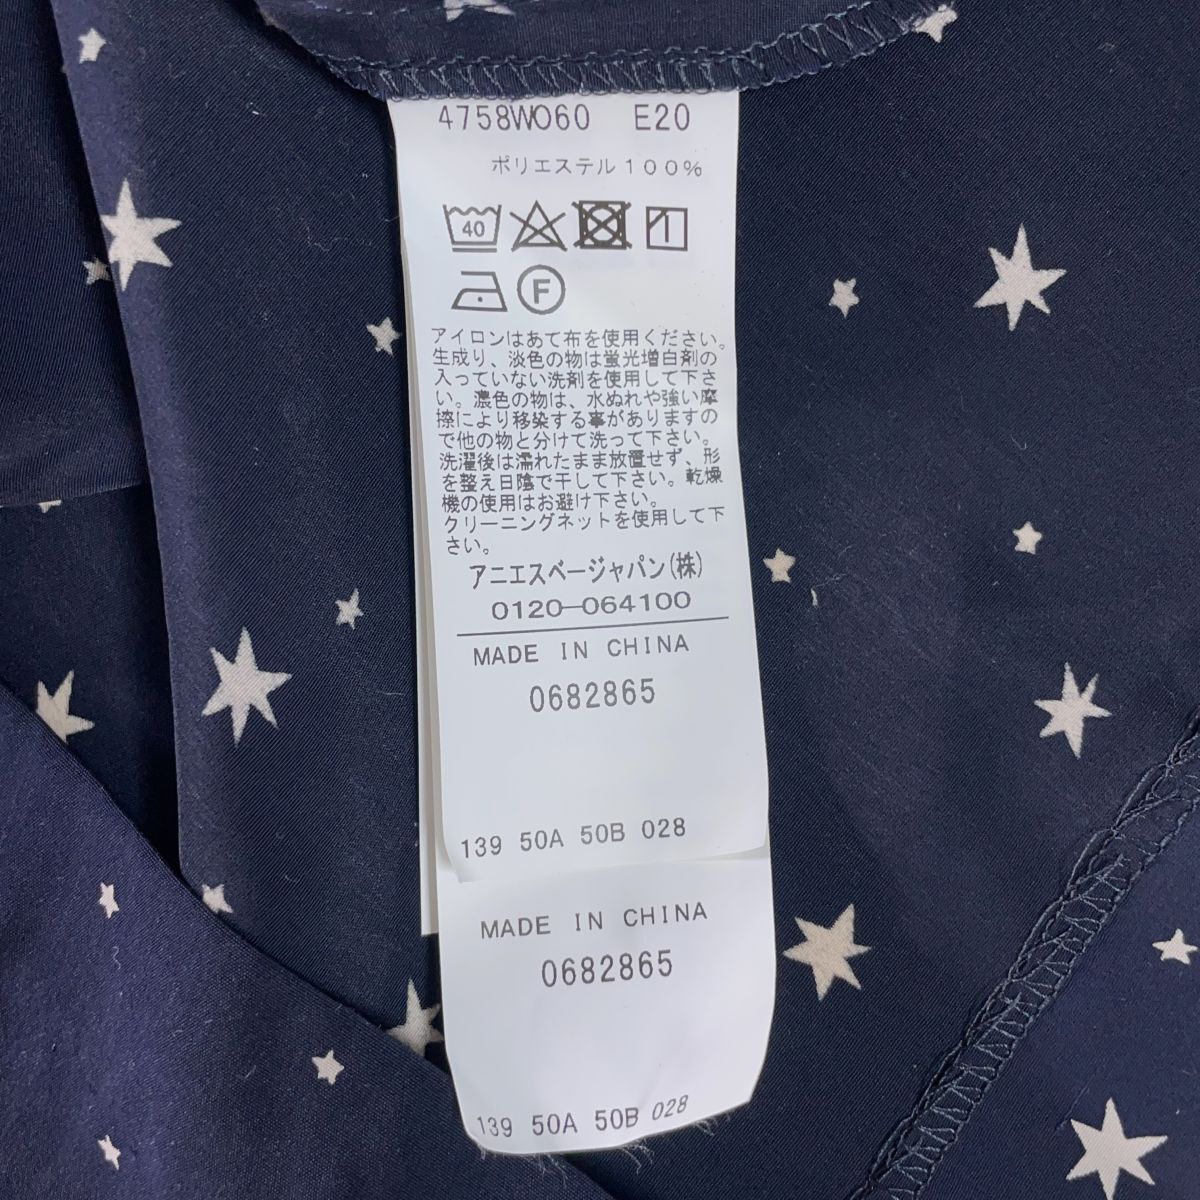 4758WO60 E20
ポリエステル100%
40
F
アイロンはあて布を使用ください。
生成り、淡色の物は蛍光増白剤の
入っていない洗剤を使用して下さ
い。濃色の物は、水ぬれや強い摩
擦により移染する事がありますの
で他の物と分けて洗って下さい。
洗濯後は濡れたまま放置せず、形
を整え日陰で干して下さい。乾燥
機の使用はお避け下さい。
クリーニングネットを使用して下
さい。
アニエスベージャパン(株)
0120-064100
MADE IN CHINA
0682865
139 50A 50B 028
MADE IN CHINA
0682865
139 50A 50B 028